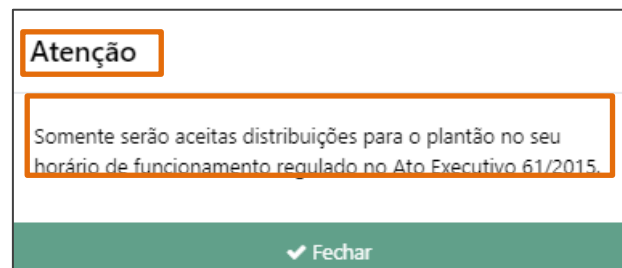 Atenção
Somente serão aceitas distribuições para o plantão no seu
horário de funcionamento regulado no Ato Executivo 61/2015.
✔ Fechar